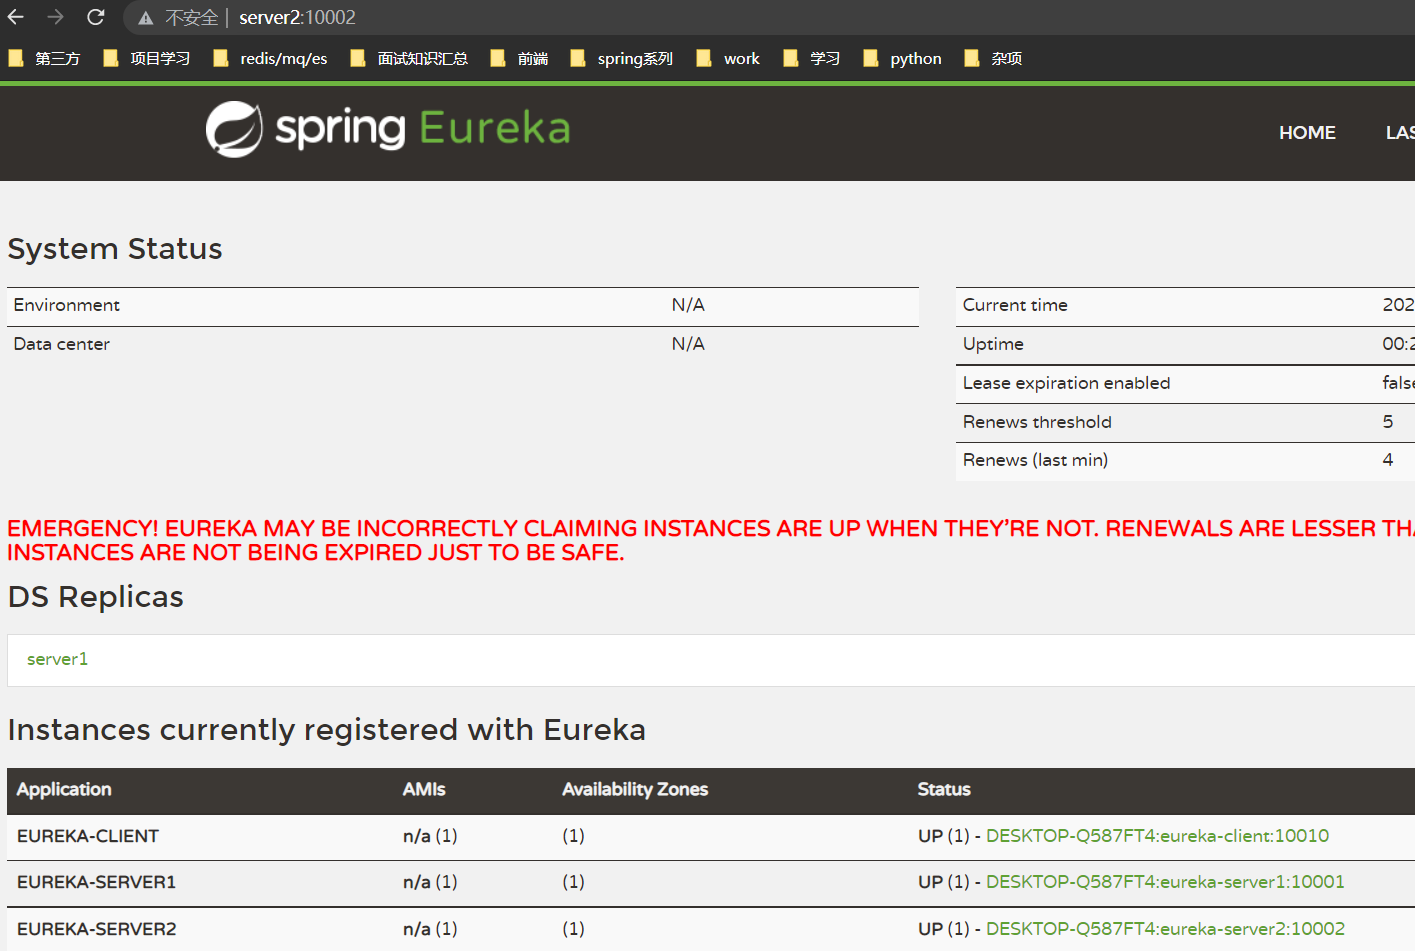 不安全 server2:10002
第三方 项目学习 redis/mq/es 面试知识汇总 前端 spring系列 work 学习 python 杂项
spring Eureka HOME LAS
System Status
Environment N/A Current time 202
Data center N/A Uptime 00:2
Lease expiration enabled false
Renews threshold 5
Renews (last min) 4
EMERGENCY! EUREKA MAY BE INCORRECTLY CLAIMING INSTANCES ARE UP WHEN THEY'RE NOT. RENEWALS ARE LESSER THA
INSTANCES ARE NOT BEING EXPIRED JUST TO BE SAFE.
DS Replicas
server1
Instances currently registered with Eureka
Application AMIs Availability Zones Status
EUREKA-CLIENT n/a (1) (1) UP (1) - DESKTOP-Q587FT4:eureka-client:10010
EUREKA-SERVER1 n/a (1) (1) UP (1) - DESKTOP-Q587FT4:eureka-server1:10001
EUREKA-SERVER2 n/a (1) (1) UP (1) - DESKTOP-Q587FT4:eureka-server2:10002